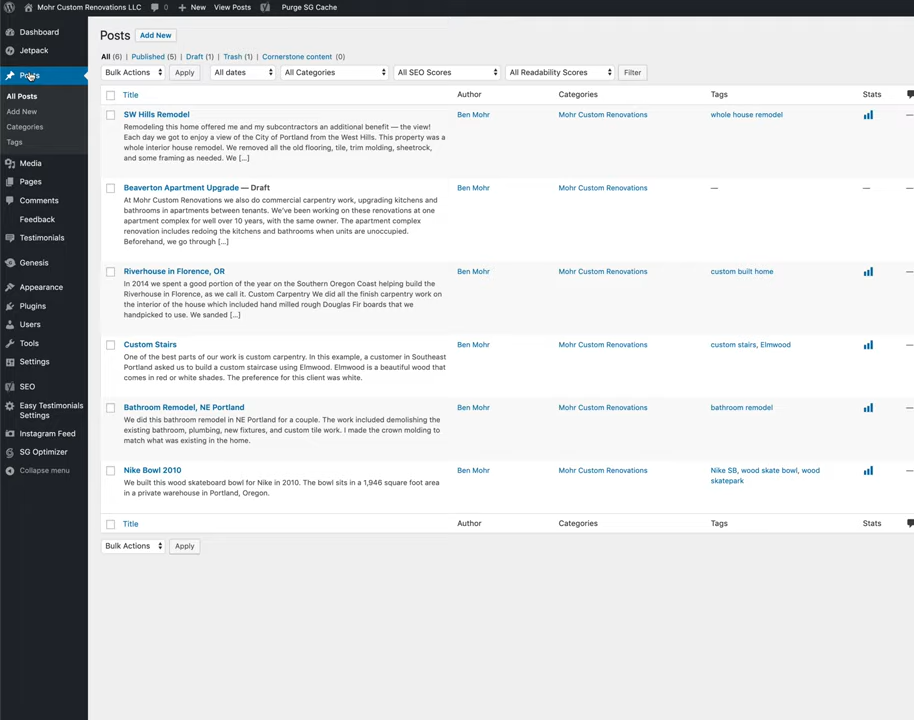 Mohr Custom Renovations LLC 0 New View Posts Purge SG Cache
Dashboard
Jetpack
Posts
All Posts
Add New
Categories
Tags
Media
Pages
Comments
Feedback
Testimonials
Genesis
Appearance
Plugins
Users
Tools
Settings
SEO
Easy Testimonials
Settings
Instagram Feed
SG Optimizer
Collapse menu
Posts Add New
All (6) | Published (5) | Draft (1) | Trash (1) | Cornerstone content (0)
Bulk Actions Apply All dates All Categories All SEO Scores All Readability Scores Filter
Title Author Categories Tags Stats
SW Hills Remodel Ben Mohr Mohr Custom Renovations whole house remodel —
Remodeling this home offered me and my subcontractors an additional benefit — the view!
Each day we got to enjoy a view of the City of Portland from the West Hills. This property was a
whole interior house remodel. We removed all the old flooring, tile, trim molding, sheetrock,
and some framing as needed. We [...]
Beaverton Apartment Upgrade — Draft Ben Mohr Mohr Custom Renovations — — —
At Mohr Custom Renovations we also do commercial carpentry work, upgrading kitchens and
bathrooms in apartments between tenants. We've been working on these renovations at one
apartment complex for well over 10 years, with the same owner. The apartment complex
renovation includes redoing the kitchens and bathrooms when units are unoccupied.
Beforehand, we go through [...]
Riverhouse in Florence, OR Ben Mohr Mohr Custom Renovations custom built home —
In 2014 we spent a good portion of the year on the Southern Oregon Coast helping build the
Riverhouse in Florence, as we call it. Custom Carpentry We did all the finish carpentry work on
the interior of the house which included hand milled rough Douglas Fir boards that we
handpicked to use. We sanded [...]
Custom Stairs Ben Mohr Mohr Custom Renovations custom stairs, Elmwood —
One of the best parts of our work is custom carpentry. In this example, a customer in Southeast
Portland asked us to build a custom staircase using Elmwood. Elmwood is a beautiful wood that
comes in red or white shades. The preference for this client was white.
Bathroom Remodel, NE Portland Ben Mohr Mohr Custom Renovations bathroom remodel —
We did this bathroom remodel in NE Portland for a couple. The work included demolishing the
existing bathroom, plumbing, new fixtures, and custom tile work. I made the crown molding to
match what was existing in the home.
Nike Bowl 2010 Ben Mohr Mohr Custom Renovations Nike SB, wood skate bowl, wood —
skatepark
We built this wood skateboard bowl for Nike in 2010. The bowl sits in a 1,946 square foot area
in a private warehouse in Portland, Oregon.
Title Author Categories Tags Stats
Bulk Actions Apply